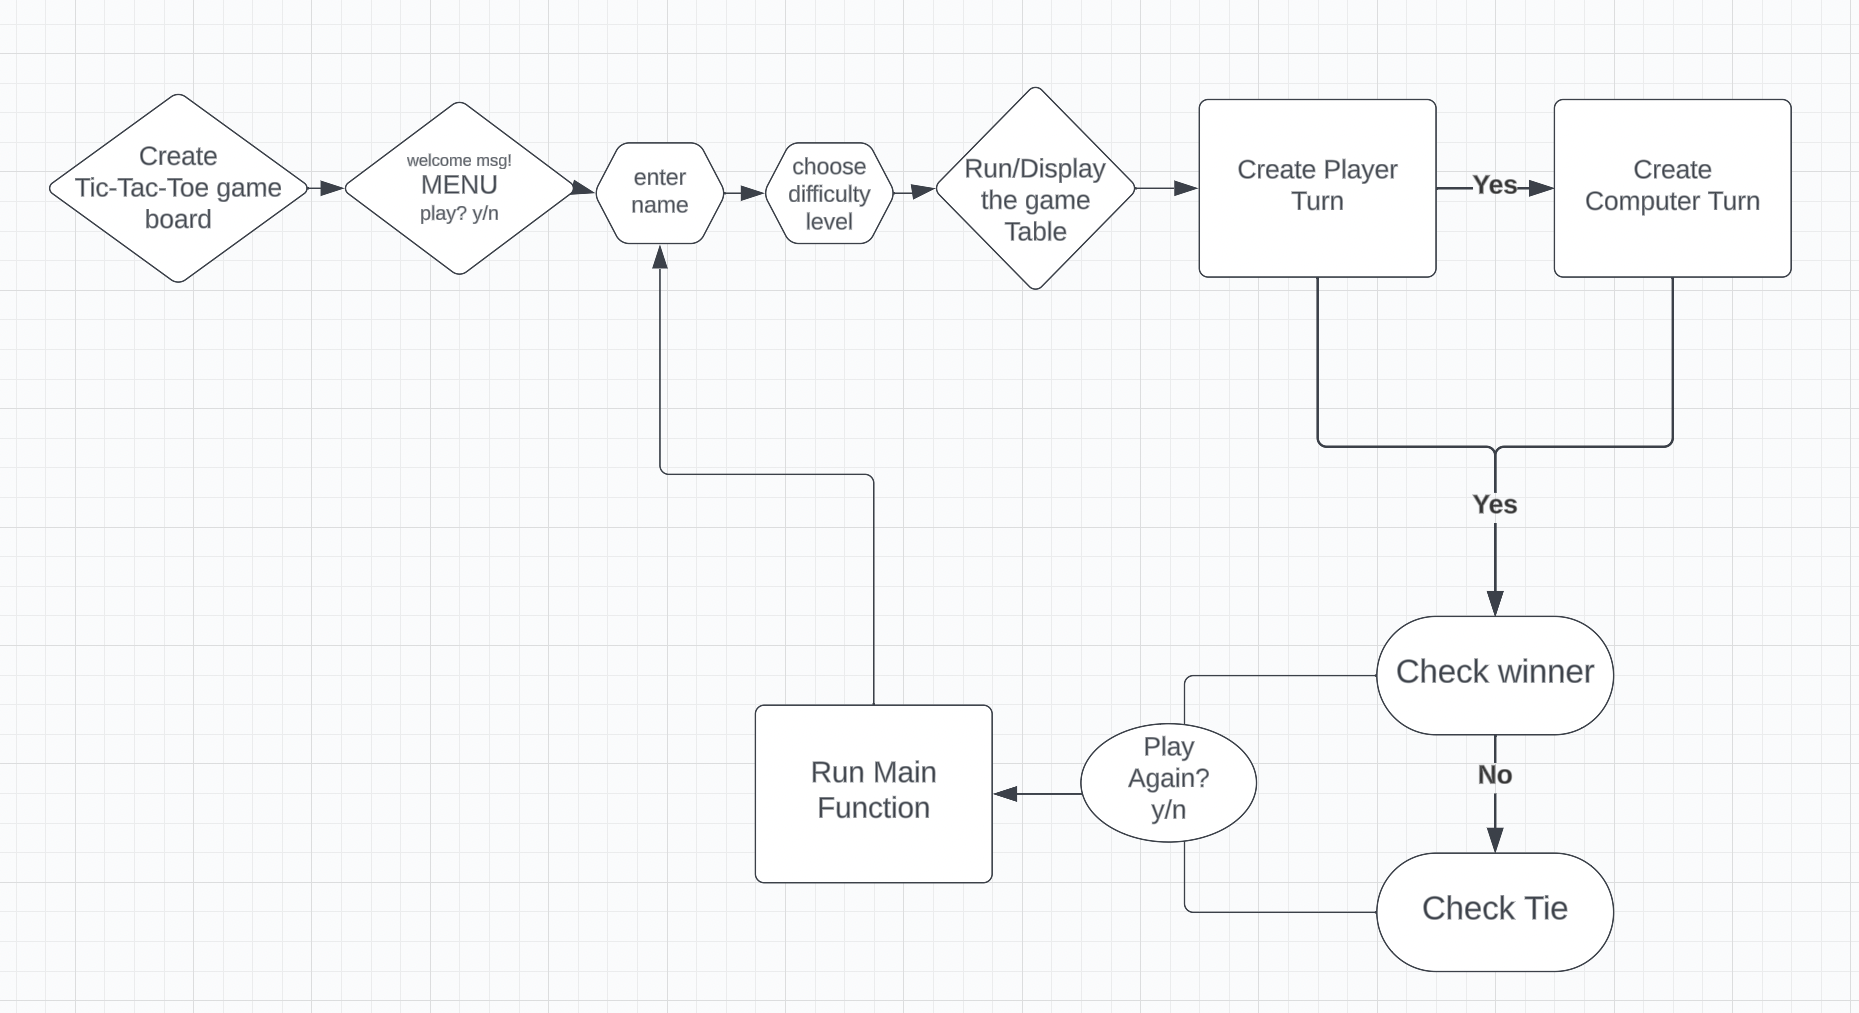 Create
Tic-Tac-Toe game
board
welcome msg!
MENU
play? y/n
enter
name
choose
difficulty
level
Run/Display
the game
Table
Create Player
Turn
Yes
Create
Computer Turn
Yes
Check winner
No
Check Tie
Play
Again?
y/n
Run Main
Function